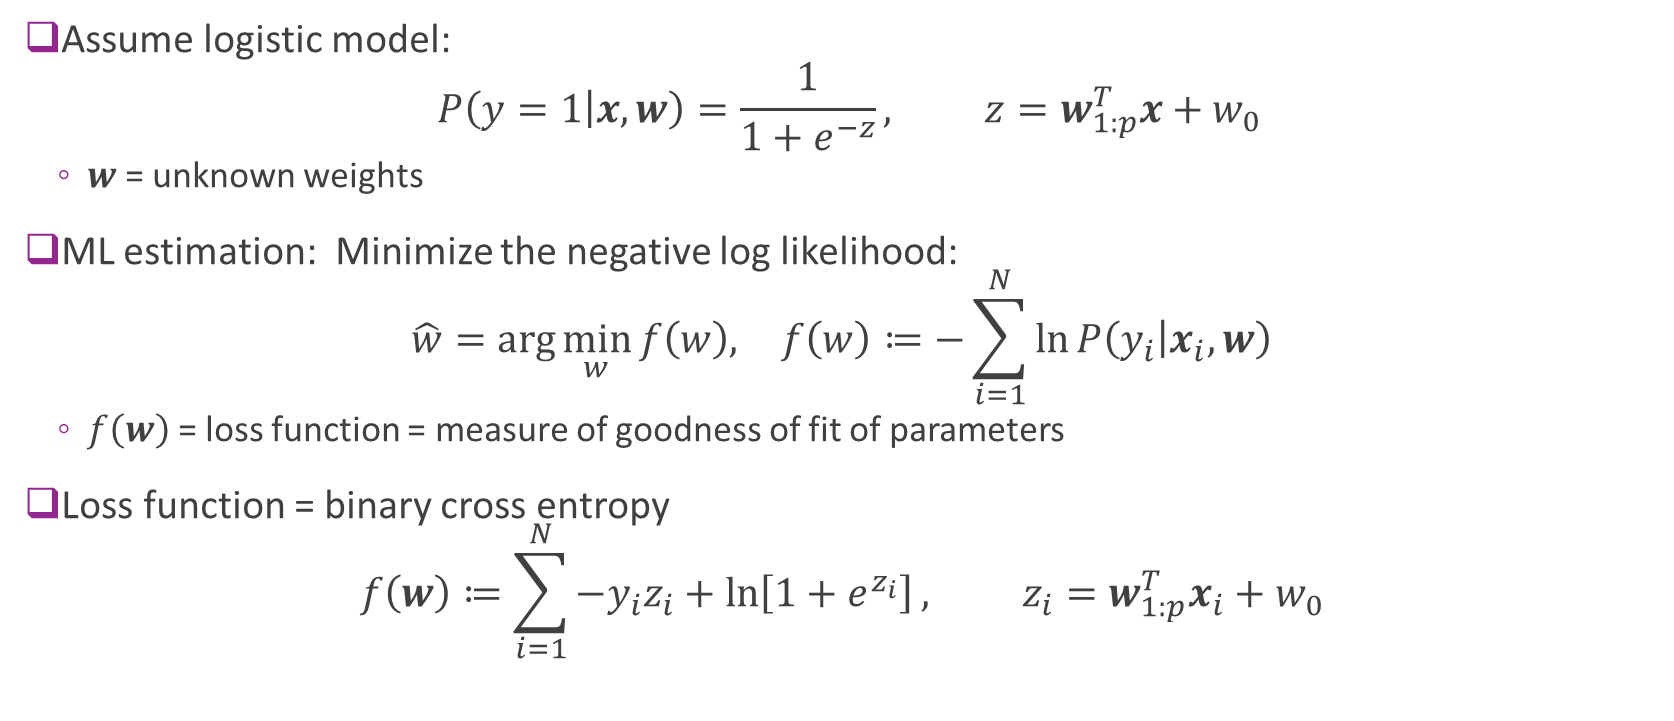 ❑Assume logistic model:
P(y = 1|x, w) = 1 / (1 + e^{−z}), z = w_{1:p}^T x + w_0
◦ w = unknown weights
❑ML estimation: Minimize the negative log likelihood:
ŵ = arg min_w f(w), f(w) := − ∑_{i=1}^{N} ln P(y_i|x_i, w)
◦ f(w) = loss function = measure of goodness of fit of parameters
❑Loss function = binary cross entropy
f(w) := ∑_{i=1}^{N} −y_i z_i + ln[1 + e^{z_i}], z_i = w_{1:p}^T x_i + w_0